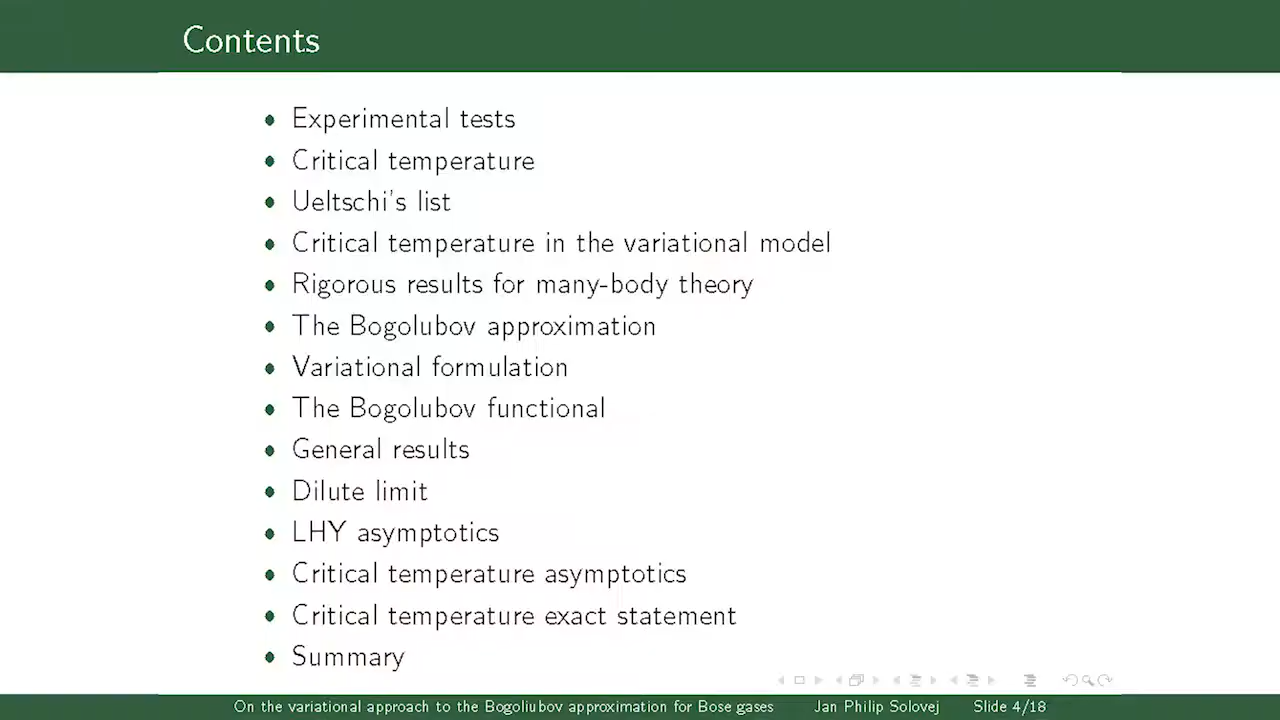 Contents
• Experimental tests
• Critical temperature
• Ueltschi's list
• Critical temperature in the variational model
• Rigorous results for many-body theory
• The Bogolubov approximation
• Variational formulation
• The Bogolubov functional
• General results
• Dilute limit
• LHY asymptotics
• Critical temperature asymptotics
• Critical temperature exact statement
• Summary
On the variational approach to the Bogoliubov approximation for Bose gases Jan Philip Solovej Slide 4/18